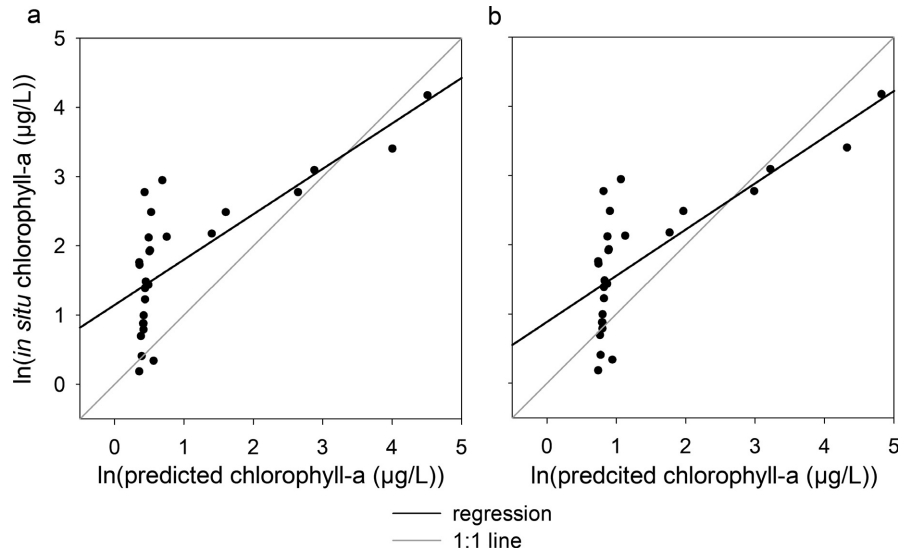 a
b
ln(in situ chlorophyll-a (µg/L))
5
4
3
2
1
0
0 1 2 3 4 5
0 1 2 3 4 5
ln(predicted chlorophyll-a (µg/L))
ln(predcited chlorophyll-a (µg/L))
regression
1:1 line